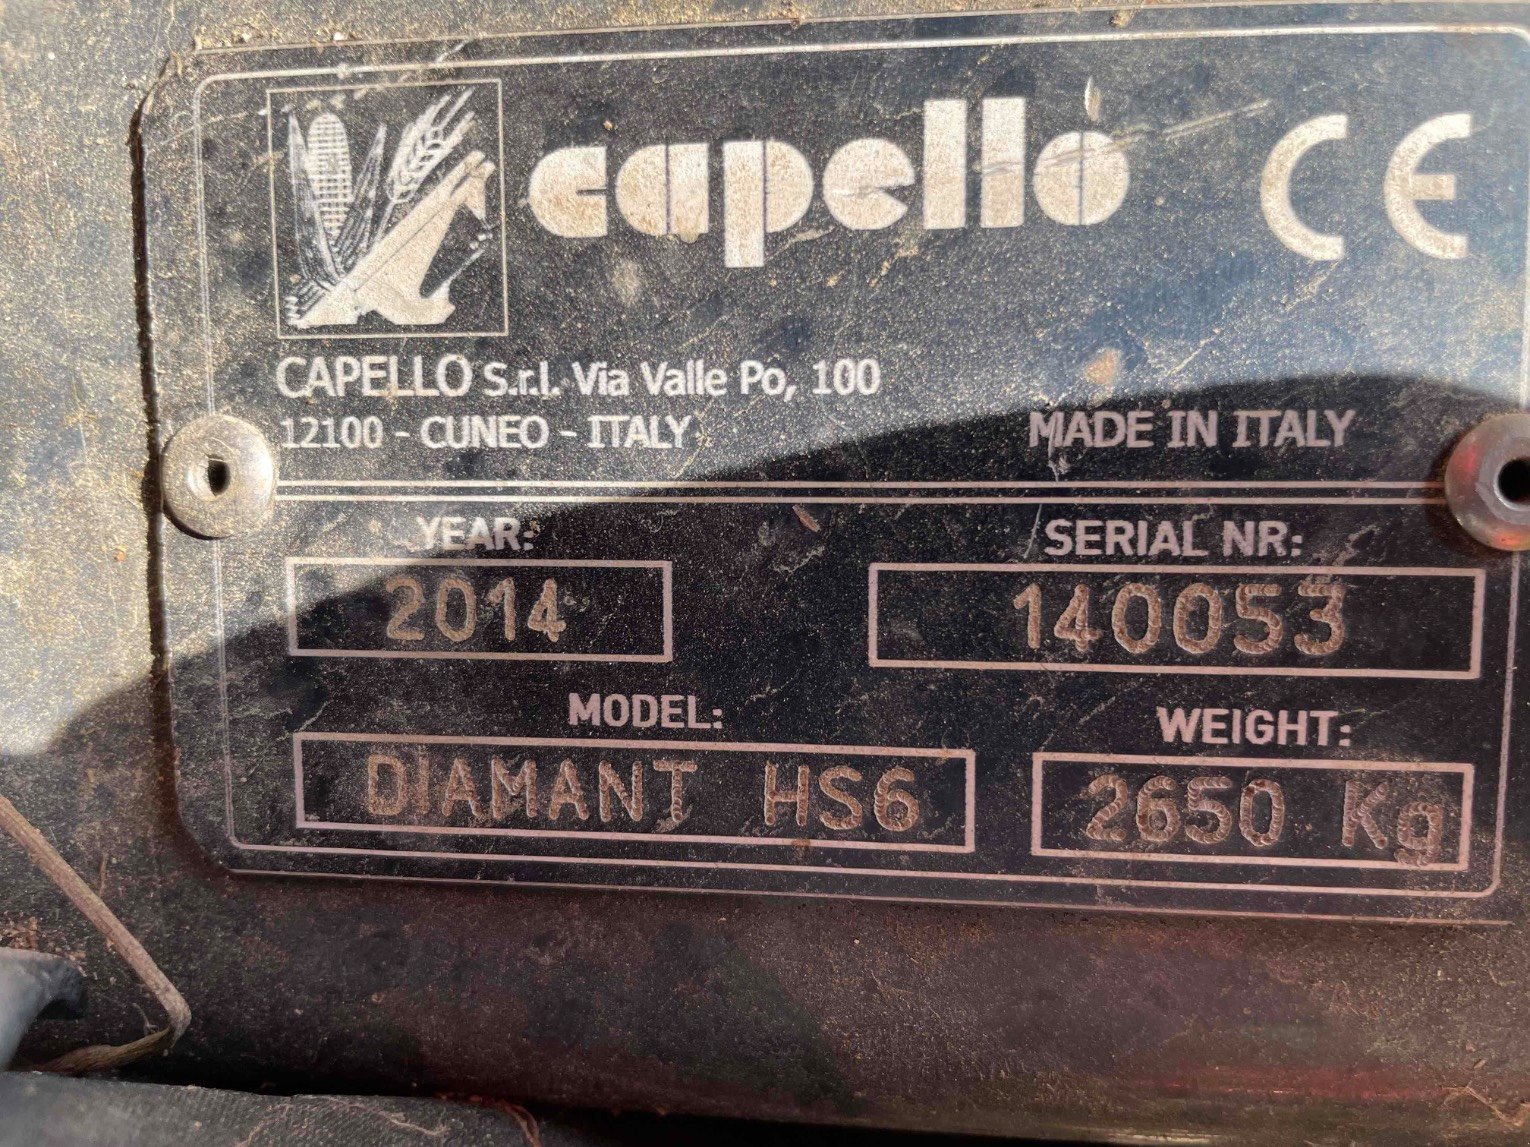 capello CE
CAPELLO S.r.l. Via Valle Po, 100
12100 - CUNEO - ITALY
MADE IN ITALY
YEAR:
2014
SERIAL NR:
140053
MODEL:
DIAMANT HS6
WEIGHT:
2650 Kg